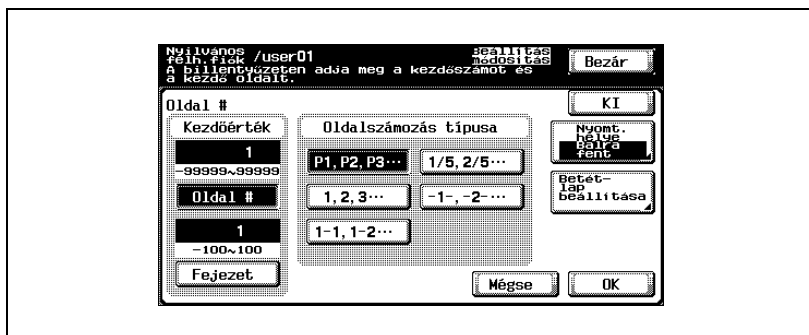 Nyilvános
felh.fiók /user01
Beállítás
módosítás
Bezár
A billentyűzeten adja meg a kezdőszámot és
a kezdő oldalt.
Oldal #
KI
Kezdőérték
Oldalszámozás típusa
Nyomt.
helye
Balra
fent
1
-99999~99999
P1, P2, P3···
1/5, 2/5···
Betét-
lap
beállítása
Oldal #
1, 2, 3···
-1-, -2-···
1
-100~100
1-1, 1-2···
Fejezet
Mégse
OK